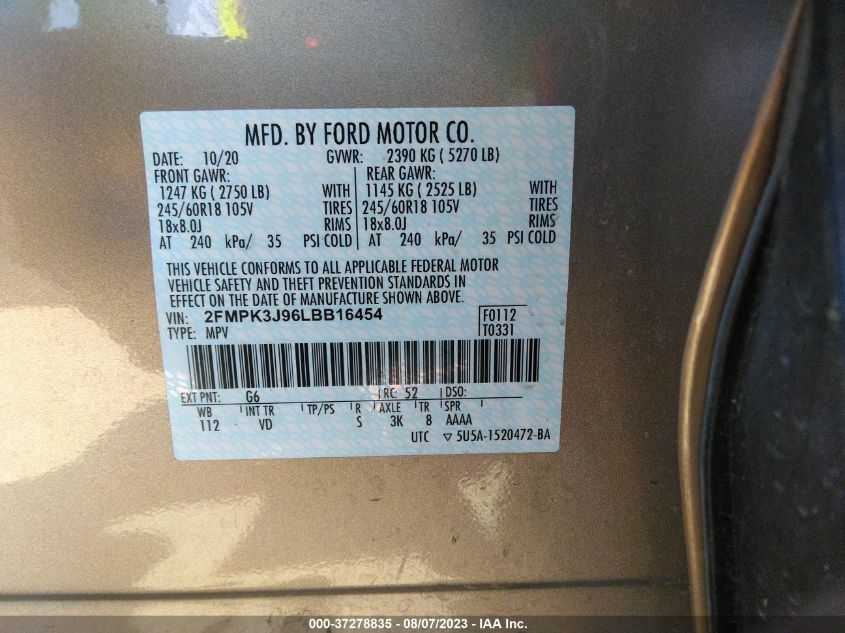 MFD. BY FORD MOTOR CO.
DATE: 10/20 GVWR: 2390 KG ( 5270 LB)
FRONT GAWR: REAR GAWR:
1247 KG ( 2750 LB) WITH 1145 KG ( 2525 LB) WITH
245/60R18 105V TIRES 245/60R18 105V TIRES
18x8.0J RIMS 18x8.0J RIMS
AT 240 kPa/ 35 PSI COLD AT 240 kPa/ 35 PSI COLD
THIS VEHICLE CONFORMS TO ALL APPLICABLE FEDERAL MOTOR
VEHICLE SAFETY AND THEFT PREVENTION STANDARDS IN
EFFECT ON THE DATE OF MANUFACTURE SHOWN ABOVE.
VIN: 2FMPK3J96LBB16454 F0112
TYPE: MPV T0331
EXT PNT: G6 RC: 52 DSO:
WB INT TR TP/PS R AXLE TR SPR
112 VD S 3K 8 AAAA
UTC ▽ 5U5A-1520472-BA
000-37278835 - 08/07/2023 - IAA Inc.